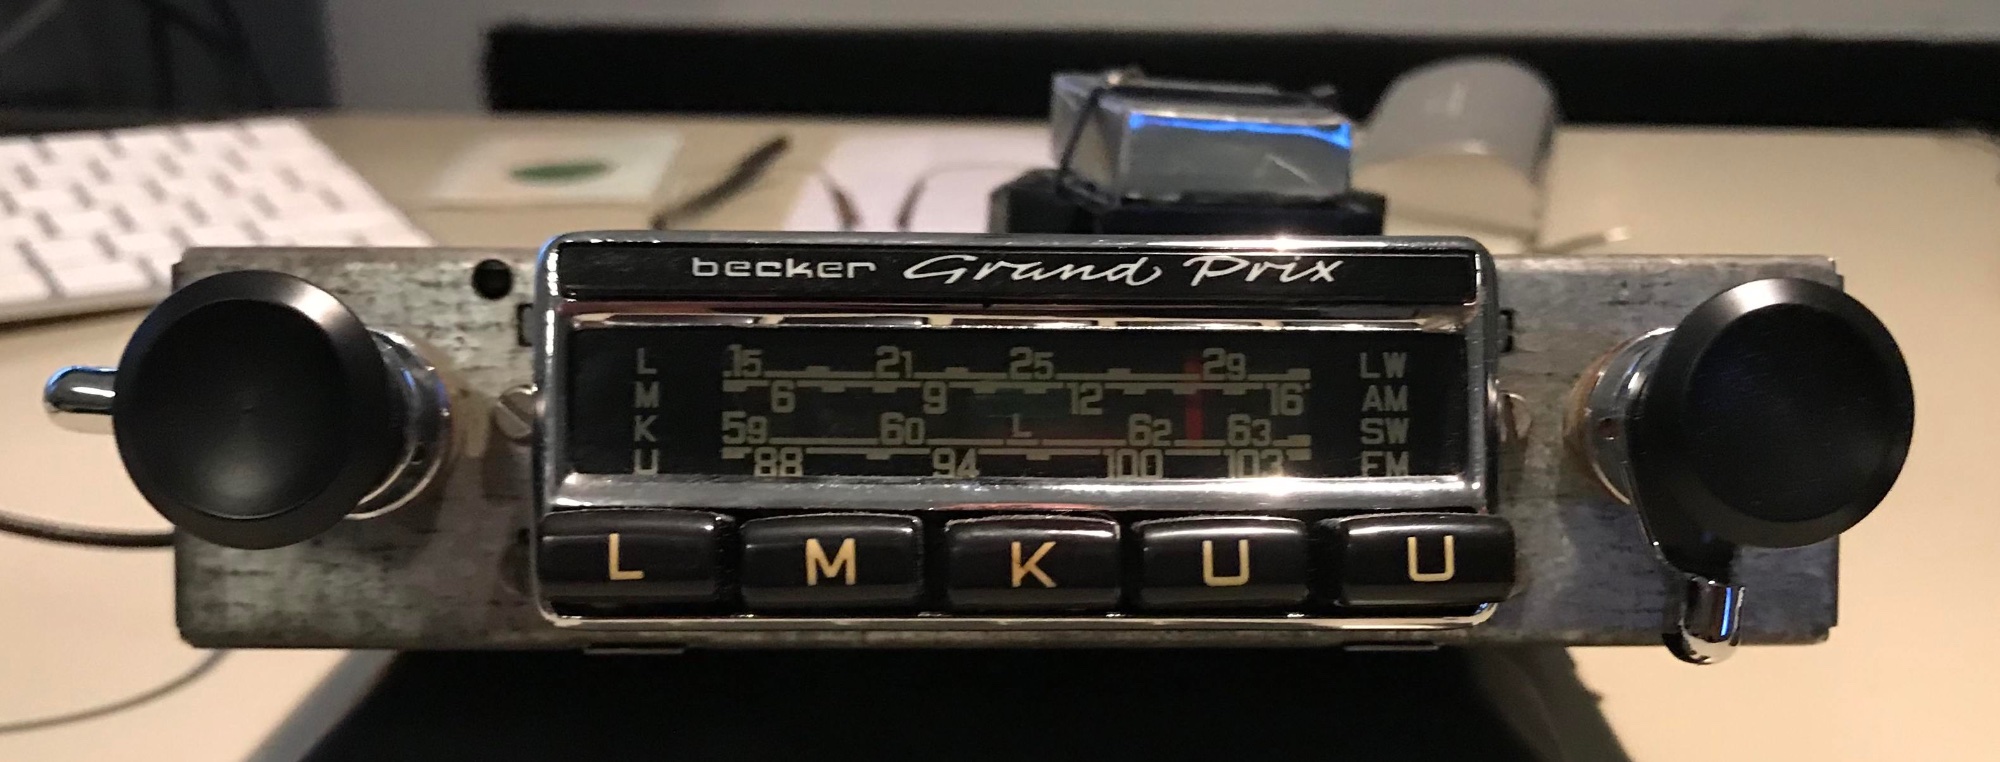 becker Grand Prix
L 15 21 25 29 LW
M 6 9 12 16 AM
K 59 60 L 62 63 SW
U 88 94 100 103 FM
L M K U U